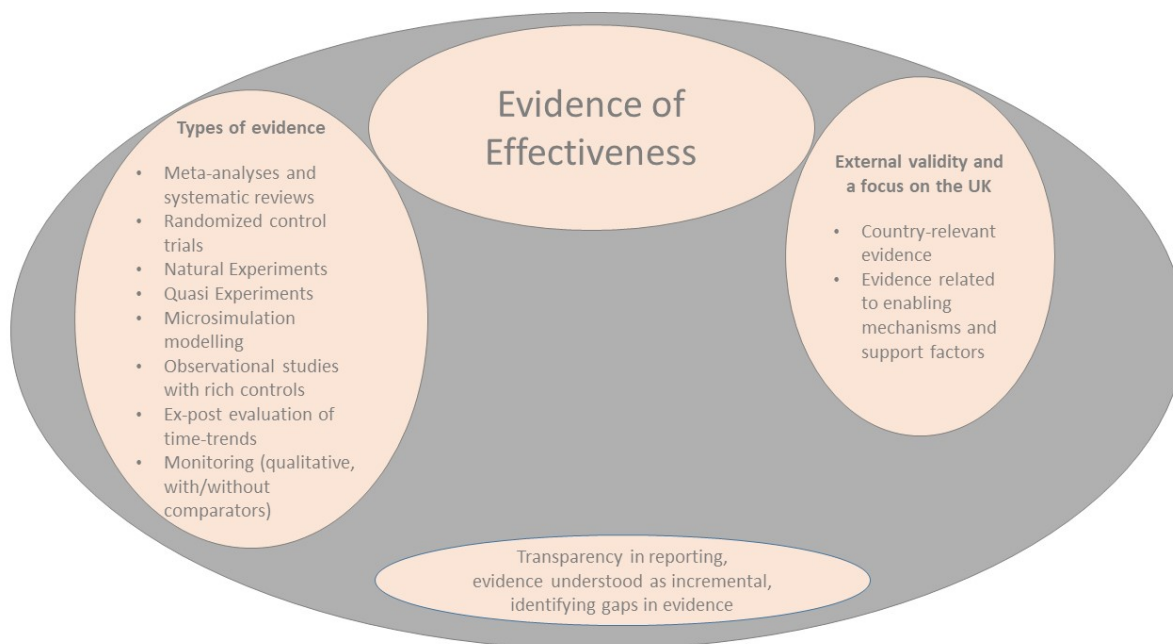 Evidence of
Effectiveness
Types of evidence
• Meta-analyses and
systematic reviews
• Randomized control
trials
• Natural Experiments
• Quasi Experiments
• Microsimulation
modelling
• Observational studies
with rich controls
• Ex-post evaluation of
time-trends
• Monitoring (qualitative,
with/without
comparators)
External validity and
a focus on the UK
• Country-relevant
evidence
• Evidence related
to enabling
mechanisms and
support factors
Transparency in reporting,
evidence understood as incremental,
identifying gaps in evidence